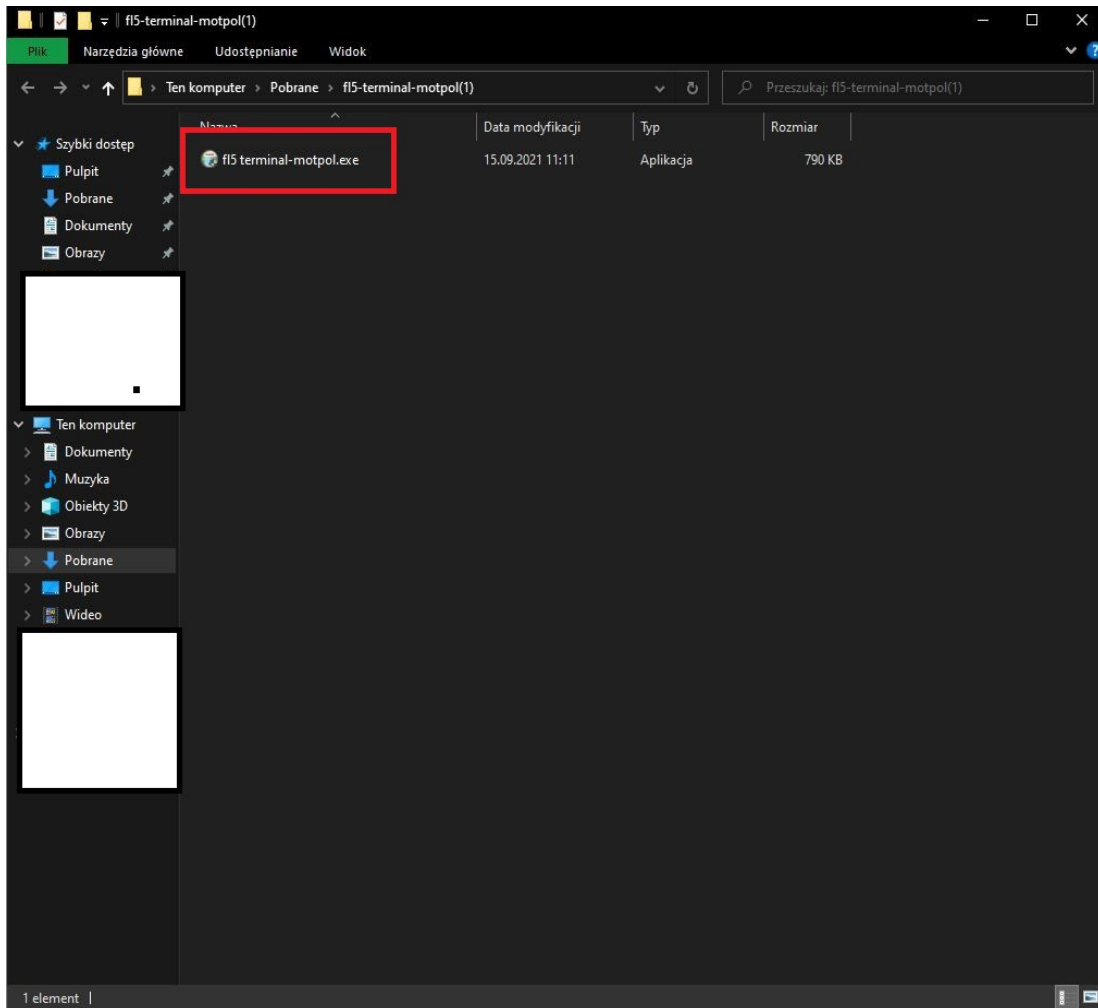 fl5-terminal-motpol(1)
Plik Narzędzia główne Udostępnianie Widok
Ten komputer Pobrane fl5-terminal-motpol(1) Przeszukaj: fl5-terminal-motpol(1)
Nazwa Data modyfikacji Typ Rozmiar
fl5 terminal-motpol.exe 15.09.2021 11:11 Aplikacja 790 KB
Szybki dostęp
Pulpit
Pobrane
Dokumenty
Obrazy
Ten komputer
Dokumenty
Muzyka
Obiekty 3D
Obrazy
Pobrane
Pulpit
Wideo
1 element